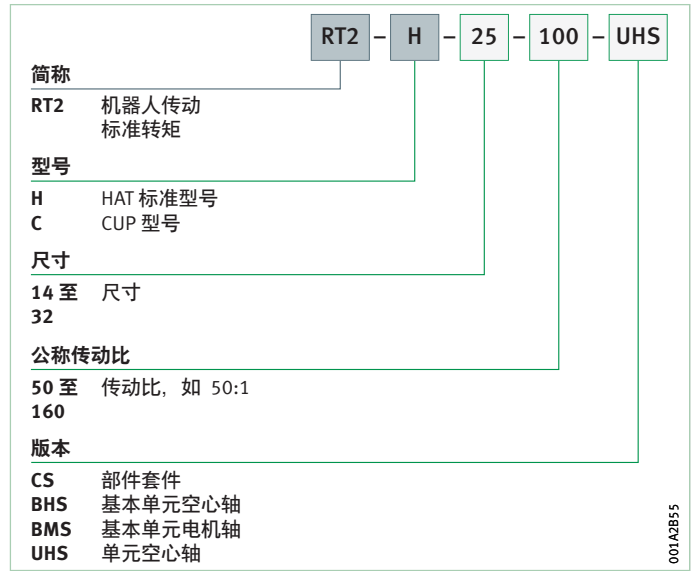 RT2 – H – 25 – 100 – UHS
简称
RT2 机器人传动
标准转矩
型号
H HAT 标准型号
C CUP 型号
尺寸
14 至 尺寸
32
公称传动比
50 至 传动比, 如 50:1
160
版本
CS 部件套件
BHS 基本单元空心轴
BMS 基本单元电机轴
UHS 单元空心轴
001A2B55